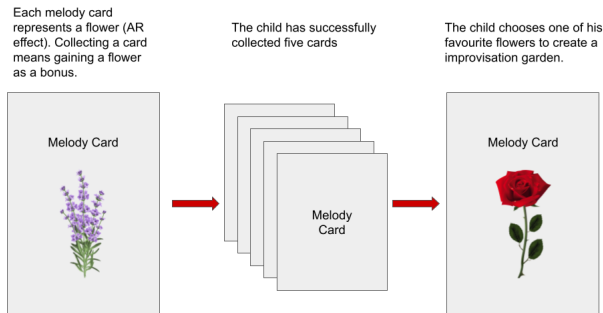 Each melody card
represents a flower (AR
effect). Collecting a card
means gaining a flower
as a bonus.
The child has successfully
collected five cards
The child chooses one of his
favourite flowers to create a
improvisation garden.
Melody Card
Melody
Card
Melody Card